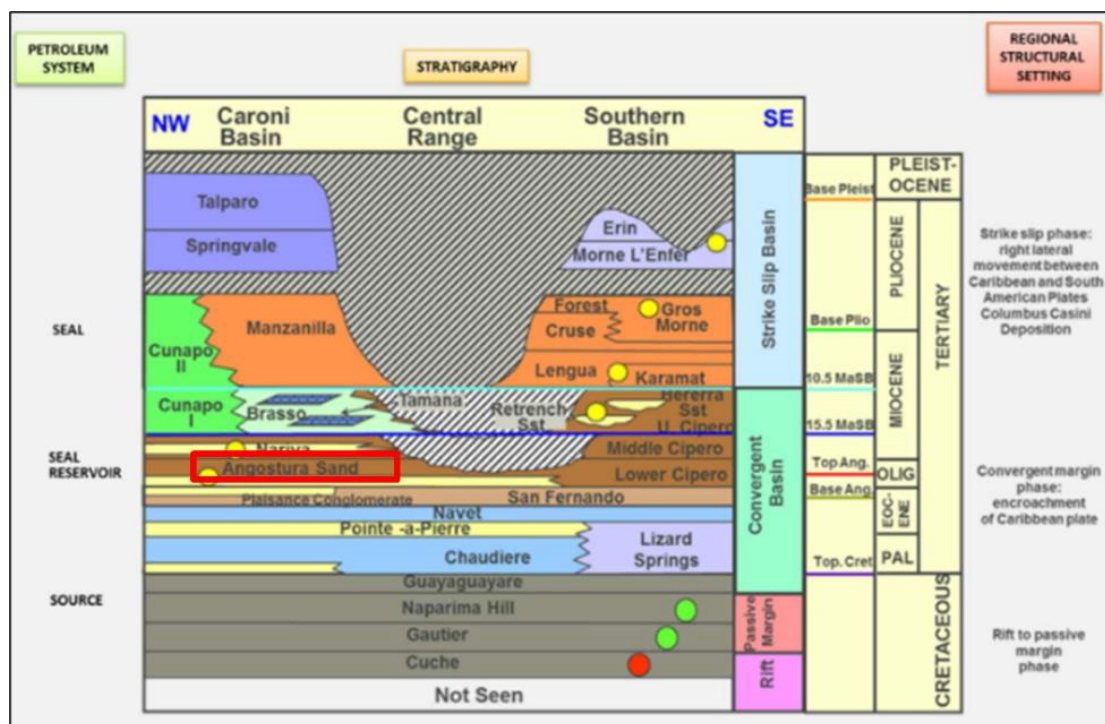 PETROLEUM
SYSTEM
STRATIGRAPHY
REGIONAL
STRUCTURAL
SETTING
NW
Caroni
Basin
Central
Range
Southern
Basin
SE
Talparo
Springvale
Erin
Morne L'Enfer
Manzanilla
Cunapo
II
Forest
Gros
Morne
Cruse
Lengua
Karamat
Cunapo
I
Brasso
Tamana
Retrench
Sst
Hererra
Sst
U. Cipero
Nariva
Middle Cipero
Angostura Sand
Lower Cipero
Plaisance Conglomerate
San Fernando
Navet
Pointe -a-Pierre
Chaudiere
Lizard
Springs
Guayaguayare
Naparima Hill
Gautier
Cuche
Not Seen
SEAL
SEAL
RESERVOIR
SOURCE
Strike Slip Basin
Convergent
Basin
Passive
Margin
Rift
Base Pleist
Base Plio
10.5 MaSB
15.5 MaSB
Top Ang.
Base Ang.
Top. Cret
PLEIST-
OCENE
PLIOCENE
MIOCENE
OLIG
EOC-
ENE
PAL
TERTIARY
CRETACEOUS
Strike slip phase:
right lateral
movement between
Caribbean and South
American Plates
Columbus Casini
Deposition
Convergent margin
phase:
encroachment
of Caribbean plate
Rift to passive
margin
phase